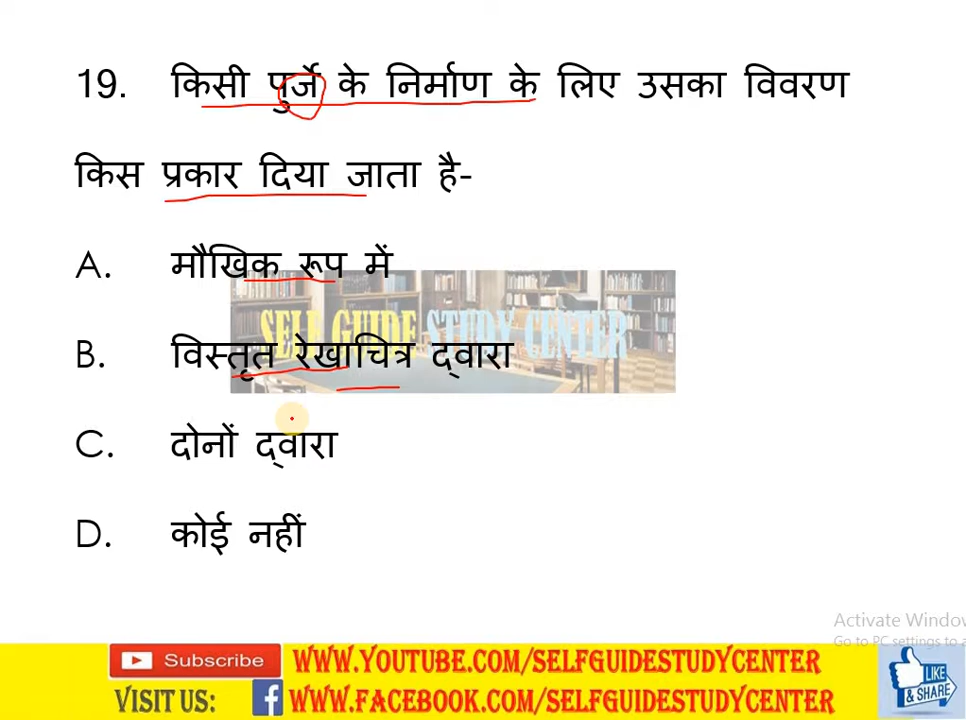 19. किसी पुर्जे के निर्माण के लिए उसका विवरण
किस प्रकार दिया जाता है-
A. मौखिक रूप में
SELF GUIDE STUDY CENTER
B. विस्तृत रेखाचित्र द्वारा
C. दोनों द्वारा
D. कोई नहीं
Activate Windo
Go to PC settings to a
Subscribe WWW.YOUTUBE.COM/SELFGUIDESTUDYCENTER
VISIT US: f WWW.FACEBOOK.COM/SELFGUIDESTUDYCENTER
LIKE
& SHARE